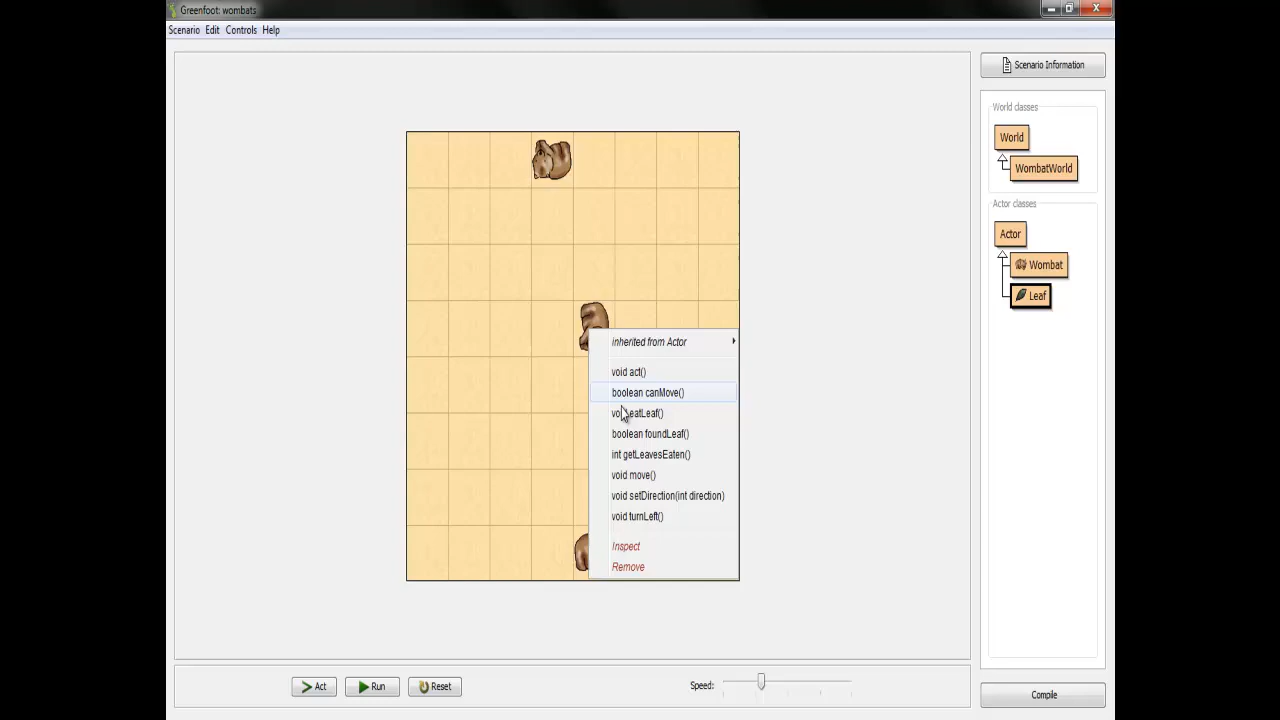 Greenfoot: wombats
Scenario Edit Controls Help
Scenario Information
World classes
World
WombatWorld
Actor classes
Actor
Wombat
Leaf
inherited from Actor
void act()
boolean canMove()
eatLeaf()
boolean foundLeaf()
int getLeavesEaten()
void move()
void setDirection(int direction)
void turnLeft()
Inspect
Remove
Act
Run
Reset
Speed:
Compile